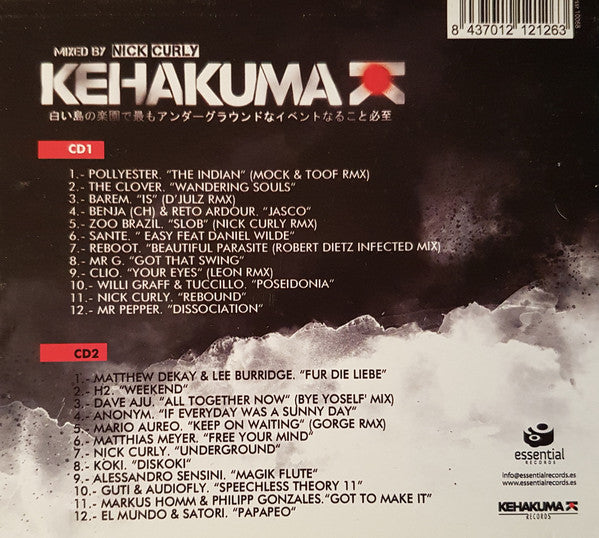 MIXED BY NICK CURLY
KEHAKUMA
白い島の楽園で最もアンダーグラウンドなイベントなること必至
8 437012 121263
CD1
1.- POLLYESTER. "THE INDIAN" (MOCK & TOOF RMX)
2.- THE CLOVER. "WANDERING SOULS"
3.- BAREM. "IS" (D'JULZ RMX)
4.- BENJA (CH) & RETO ARDOUR. "JASCO"
5.- ZOO BRAZIL. "SLOB" (NICK CURLY RMX)
6.- SANTE. " EASY FEAT DANIEL WILDE"
7.- REBOOT. "BEAUTIFUL PARASITE (ROBERT DIETZ INFECTED MIX)
8.- MR G. "GOT THAT SWING"
9.- CLIO. "YOUR EYES" (LEON RMX)
10.- WILLI GRAFF & TUCCILLO. "POSEIDONIA"
11.- NICK CURLY. "REBOUND"
12.- MR PEPPER. "DISSOCIATION"
CD2
1.- MATTHEW DEKAY & LEE BURRIDGE. "FUR DIE LIEBE"
2.- H2. "WEEKEND"
3.- DAVE AJU. "ALL TOGETHER NOW" (BYE YOSELF' MIX)
4.- ANONYM. "IF EVERYDAY WAS A SUNNY DAY"
5.- MARIO AUREO. "KEEP ON WAITING" (GORGE RMX)
6.- MATTHIAS MEYER. "FREE YOUR MIND"
7.- NICK CURLY. "UNDERGROUND"
8.- KOKI. "DISKOKI"
9.- ALESSANDRO SENSINI. "MAGIK FLUTE"
10.- GUTI & AUDIOFLY. "SPEECHLESS THEORY 11"
11.- MARKUS HOMM & PHILIPP GONZALES."GOT TO MAKE IT"
12.- EL MUNDO & SATORI. "PAPAPEO"
essential
RECORDS
info@essentialrecords.es
www.essentialrecords.es
KEHAKUMA
RECORDS